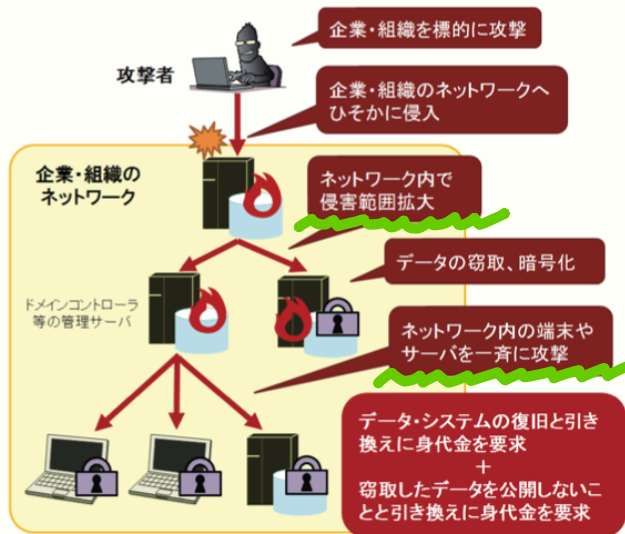 企業・組織を標的に攻撃
攻撃者
企業・組織のネットワークへ
ひそかに侵入
企業・組織の
ネットワーク
ネットワーク内で
侵害範囲拡大
データの窃取、暗号化
ドメインコントローラ
等の管理サーバ
ネットワーク内の端末や
サーバを一斉に攻撃
データ・システムの復旧と引き
換えに身代金を要求
+
窃取したデータを公開しないこ
とと引き換えに身代金を要求